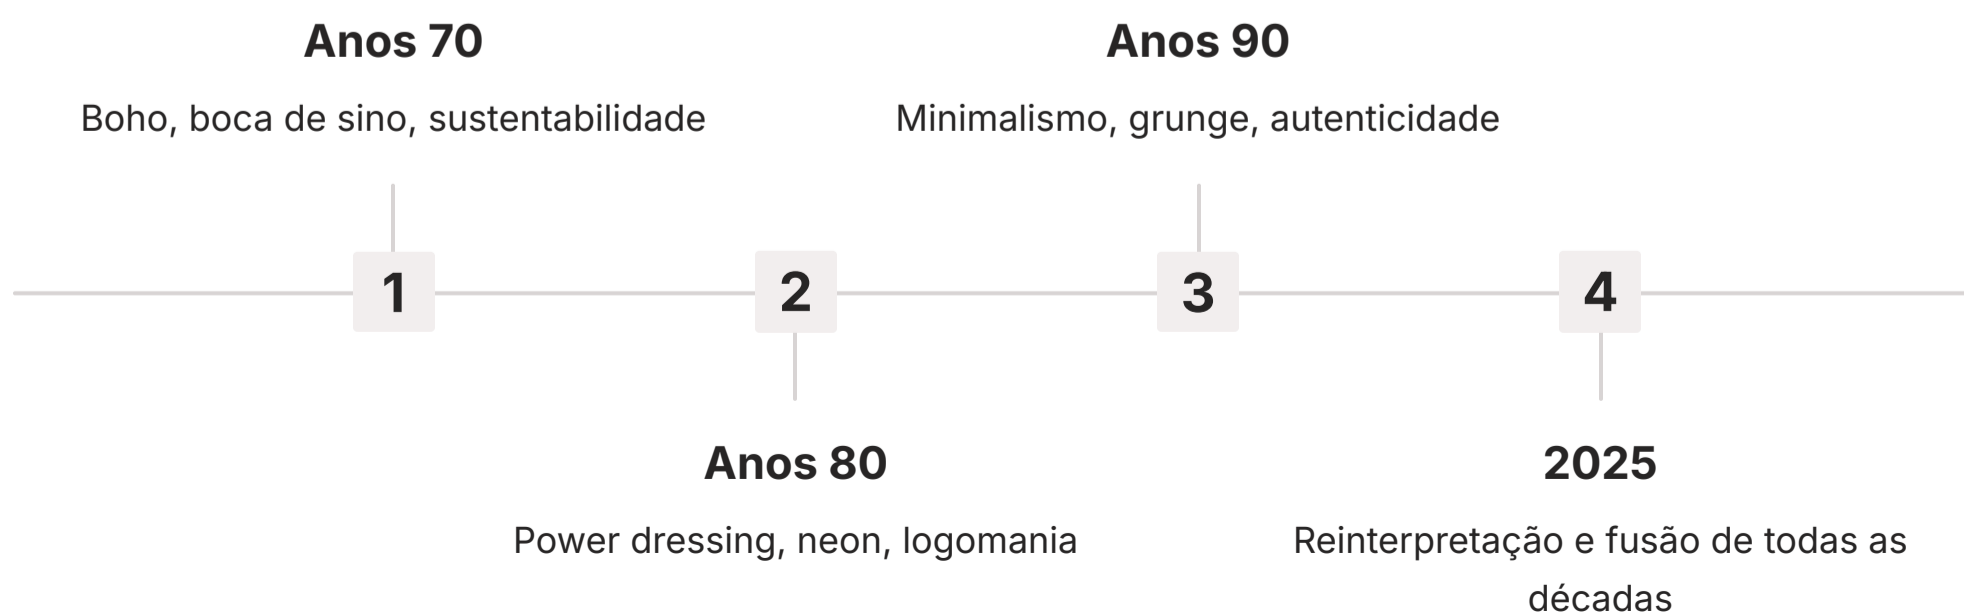 Anos 70
Boho, boca de sino, sustentabilidade
Anos 90
Minimalismo, grunge, autenticidade
1
2
3
4
Anos 80
Power dressing, neon, logomania
2025
Reinterpretação e fusão de todas as
décadas